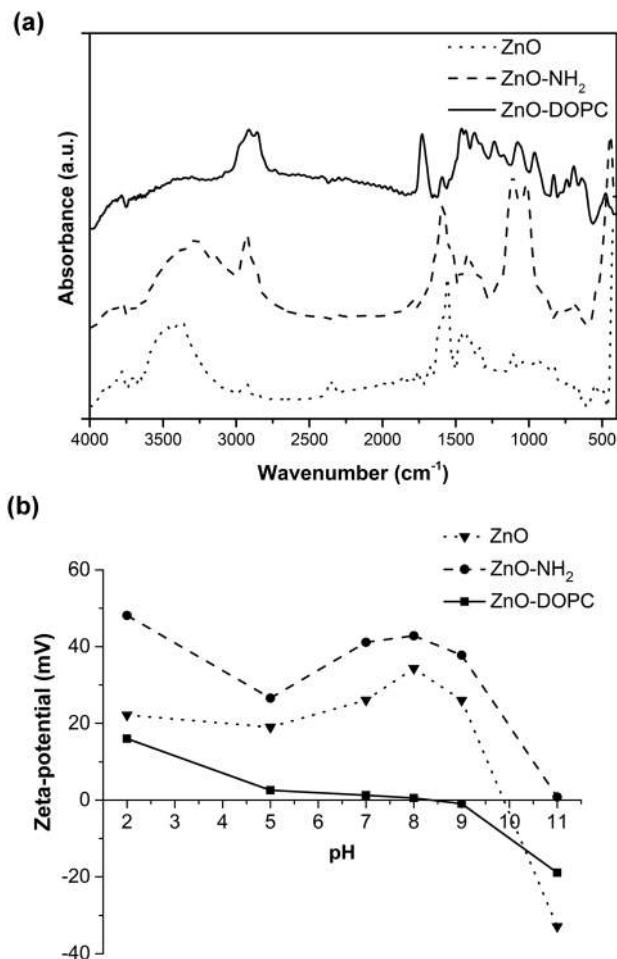 (a)
ZnO
ZnO-NH₂
ZnO-DOPC
Absorbance (a.u.)
4000 3500 3000 2500 2000 1500 1000 500
Wavenumber (cm⁻¹)
(b)
ZnO
ZnO-NH₂
ZnO-DOPC
60
40
20
0
-20
-40
Zeta-potential (mV)
2 3 4 5 6 7 8 9 10 11
pH